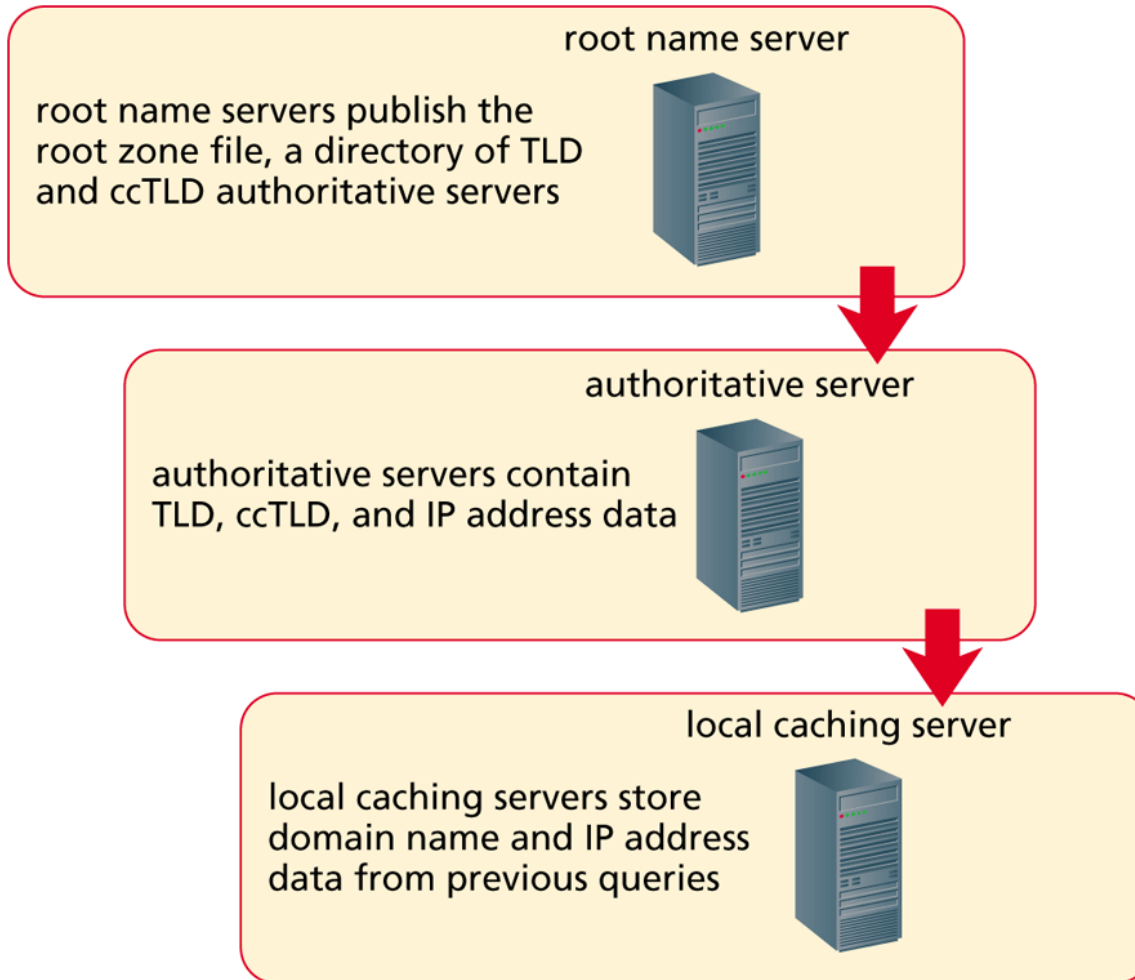 root name server
root name servers publish the
root zone file, a directory of TLD
and ccTLD authoritative servers
authoritative server
authoritative servers contain
TLD, ccTLD, and IP address data
local caching server
local caching servers store
domain name and IP address
data from previous queries